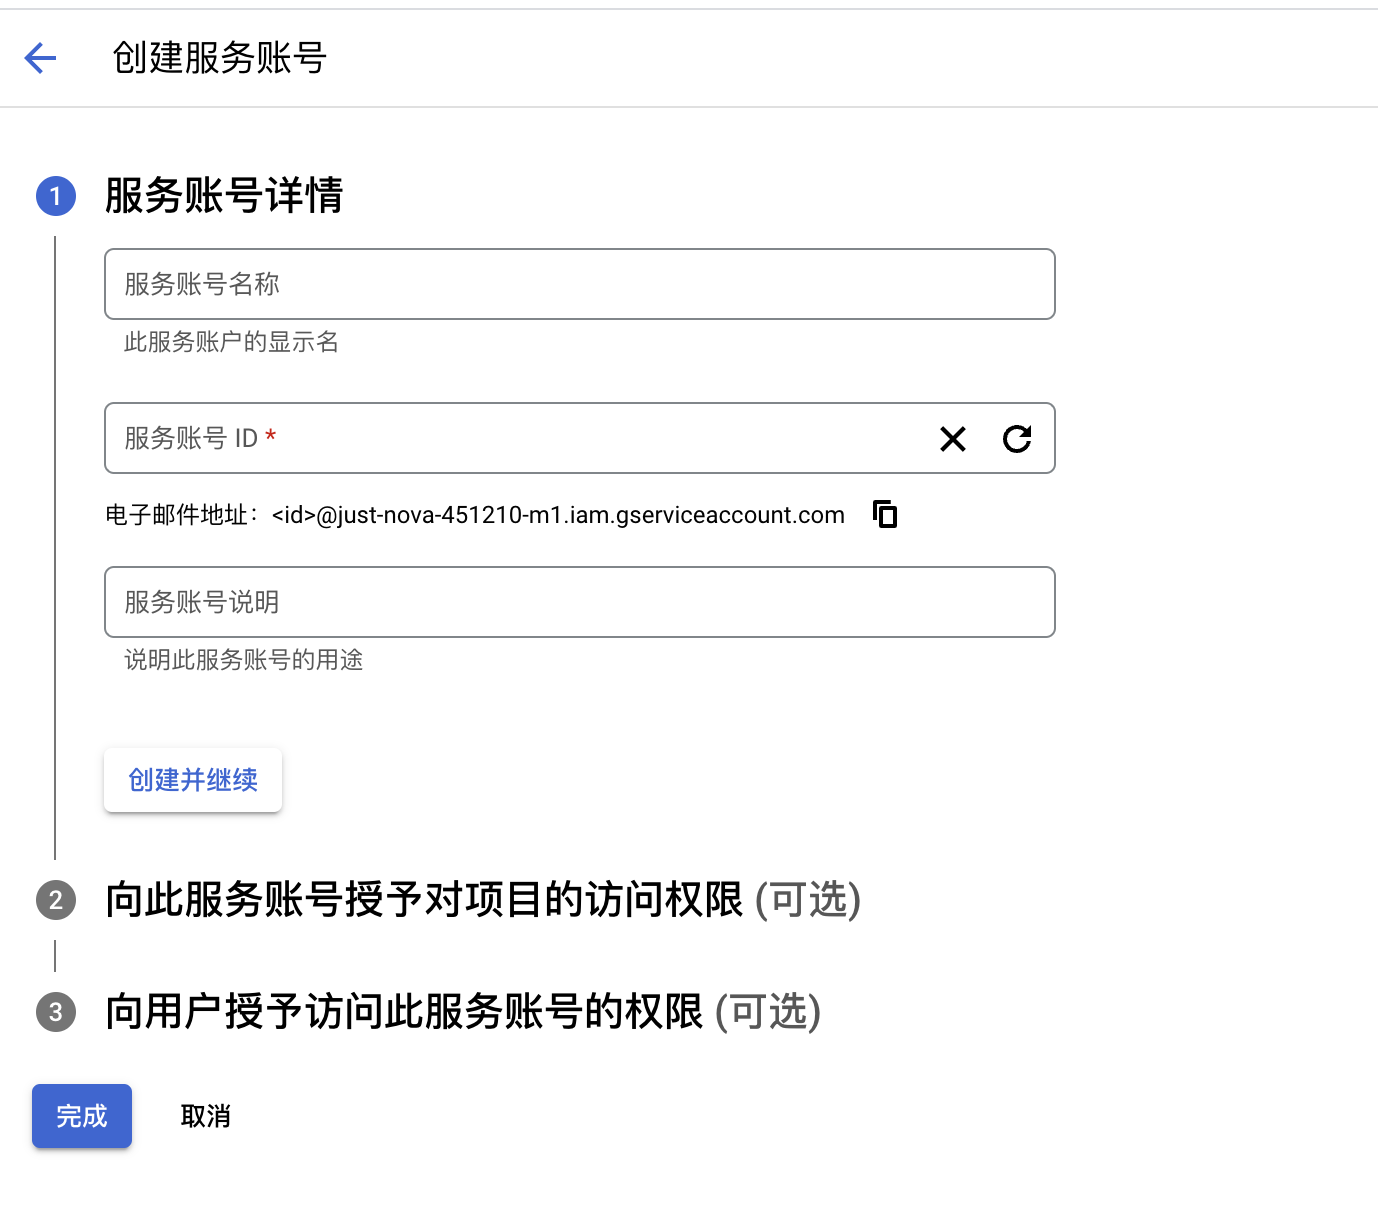 创建服务账号
1 服务账号详情
服务账号名称
此服务账户的显示名
服务账号 ID *
电子邮件地址：<id>@just-nova-451210-m1.iam.gserviceaccount.com
服务账号说明
说明此服务账号的用途
创建并继续
2 向此服务账号授予对项目的访问权限 (可选)
3 向用户授予访问此服务账号的权限 (可选)
完成 取消